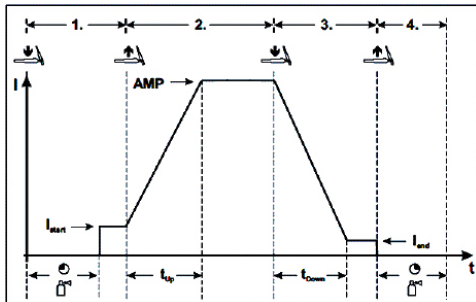 1. 2. 3. 4.
I
AMP
Istart
Iend
tUp
tDown
t